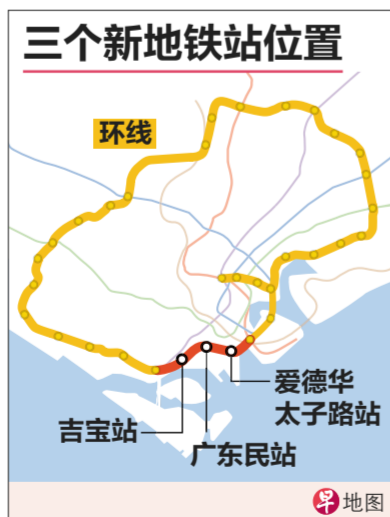 三个新地铁站位置
环线
爱德华
太子路站
吉宝站
广东民站
早 地图